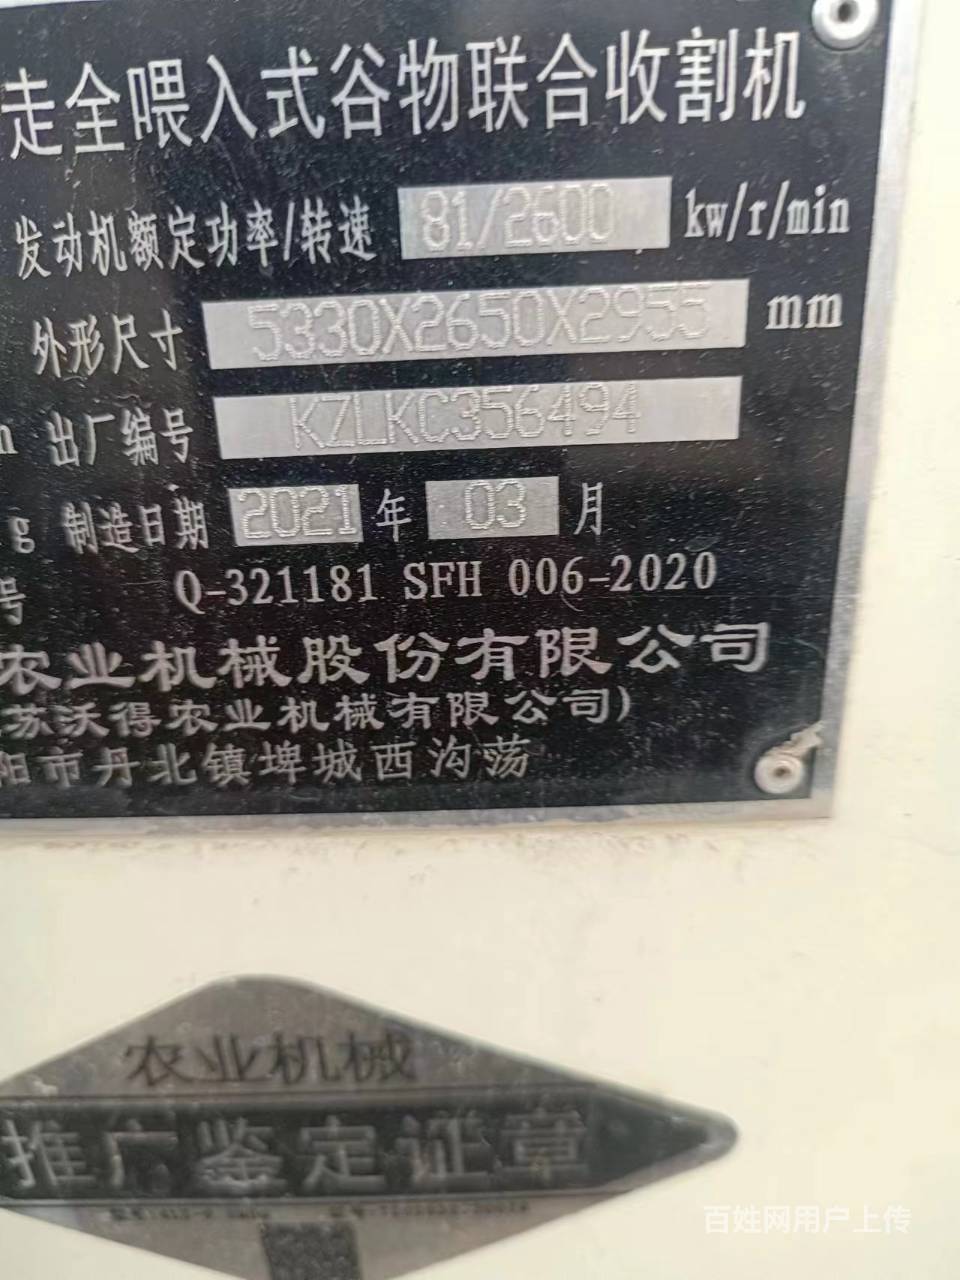 走全喂入式谷物联合收割机
发动机额定功率/转速 81/2600 kw/r/min
外形尺寸 5330X2650X2955 mm
出厂编号 KZLKC356494
g 制造日期 2021 年 03 月
号 Q-321181 SFH 006-2020
农业机械股份有限公司
苏沃得农业机械有限公司)
阳市丹北镇埤城西沟荡
农业机械
推广鉴定证章
百姓网用户上传